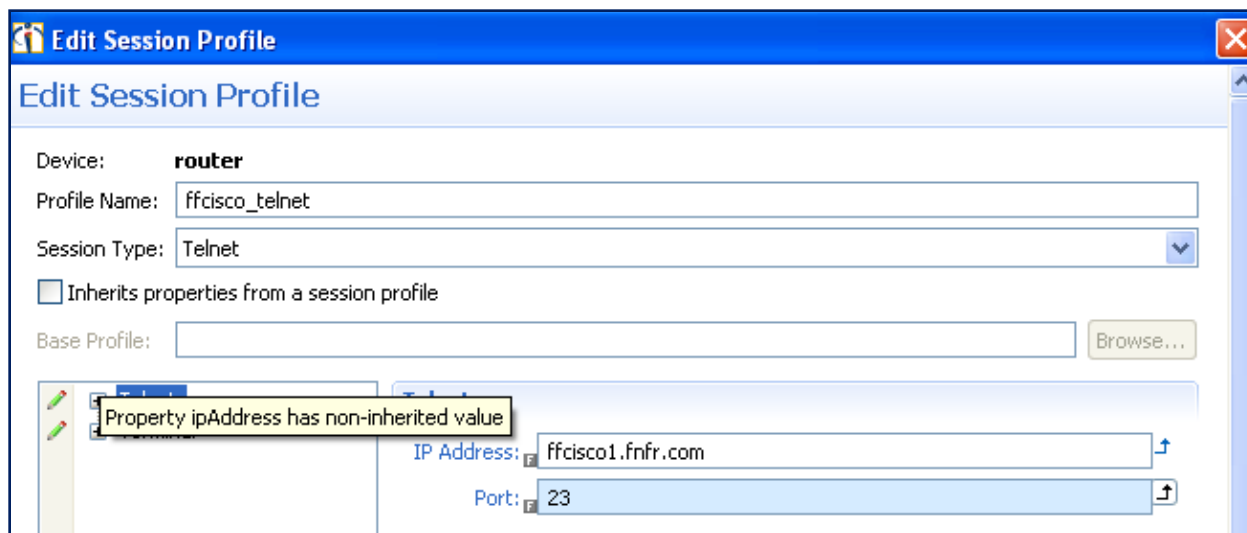 Edit Session Profile
Edit Session Profile
Device: router
Profile Name: ffcisco_telnet
Session Type: Telnet
Inherits properties from a session profile
Base Profile: Browse...
Property ipAddress has non-inherited value
IP Address: F ffcisco1.fnfr.com
Port: F 23